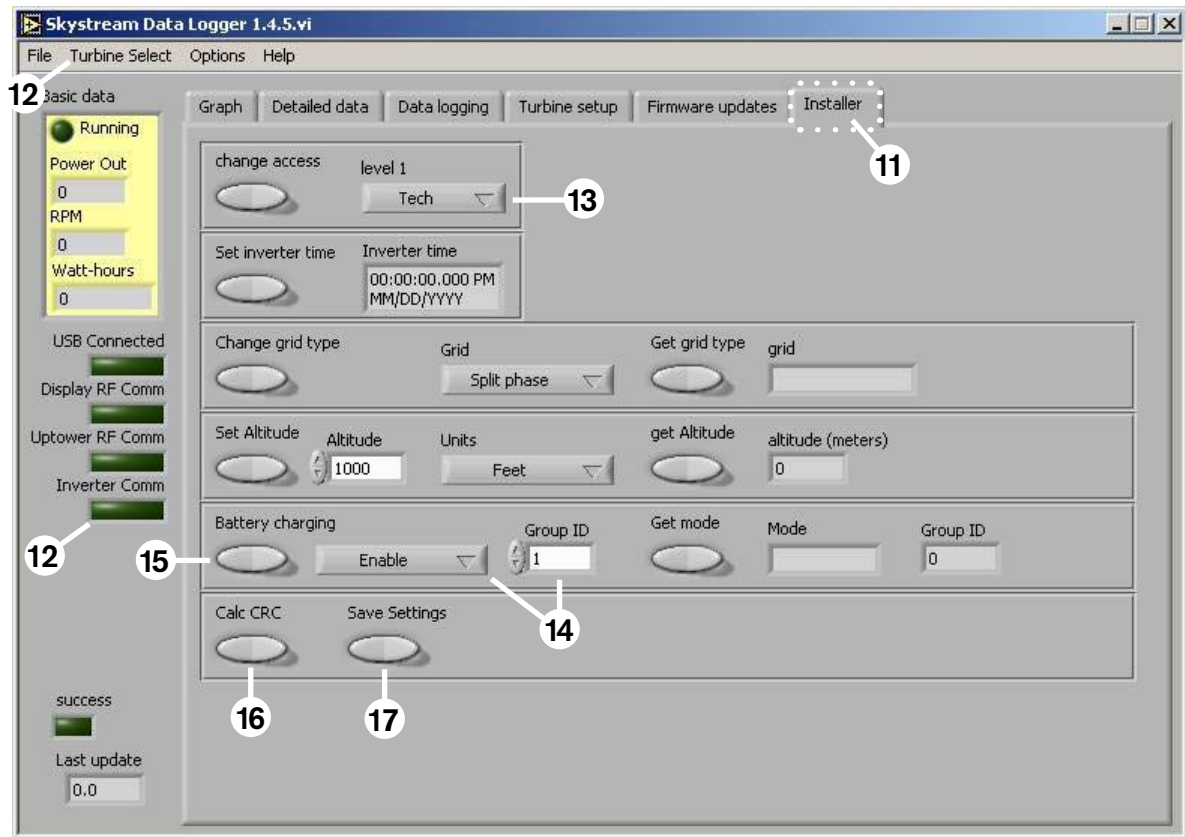 Skystream Data Logger 1.4.5.vi
File Turbine Select Options Help
12
Basic data
Running
Power Out
0
RPM
0
Watt-hours
0
USB Connected
Display RF Comm
Uptower RF Comm
Inverter Comm
12
success
Last update
0.0
Graph Detailed data Data logging Turbine setup Firmware updates Installer
11
change access level 1
Tech
13
Set inverter time Inverter time
00:00:00.000 PM
MM/DD/YYYY
Change grid type Grid Get grid type grid
Split phase
Set Altitude Altitude Units get Altitude altitude (meters)
1000 Feet 0
Battery charging Group ID Get mode Mode Group ID
15 Enable 1 0
14
Calc CRC Save Settings
16 17